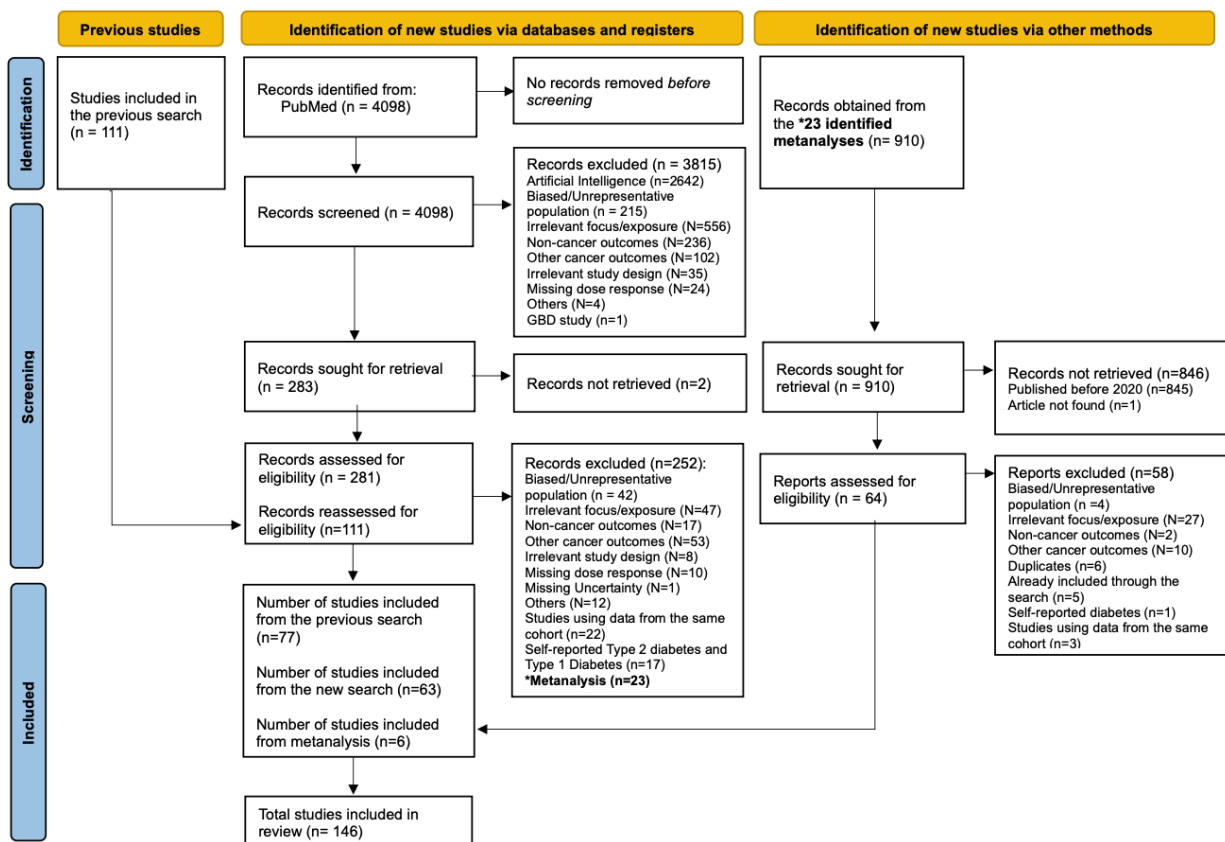 Previous studies
Identification of new studies via databases and registers
Identification of new studies via other methods
Identification
Studies included in
the previous search
(n = 111)
Records identified from:
PubMed (n = 4098)
No records removed before
screening
Records obtained from
the *23 identified
metanalyses (n= 910)
Screening
Records screened (n = 4098)
Records excluded (n = 3815)
Artificial Intelligence (n=2642)
Biased/Unrepresentative
population (n = 215)
Irrelevant focus/exposure (N=556)
Non-cancer outcomes (N=236)
Other cancer outcomes (N=102)
Irrelevant study design (N=35)
Missing dose response (N=24)
Others (N=4)
GBD study (n=1)
Records sought for retrieval
(n = 283)
Records not retrieved (n=2)
Records sought for
retrieval (n = 910)
Records not retrieved (n=846)
Published before 2020 (n=845)
Article not found (n=1)
Records assessed for
eligibility (n = 281)
Records reassessed for
eligibility (n=111)
Records excluded (n=252):
Biased/Unrepresentative
population (n = 42)
Irrelevant focus/exposure (N=47)
Non-cancer outcomes (N=17)
Other cancer outcomes (N=53)
Irrelevant study design (N=8)
Missing dose response (N=10)
Missing Uncertainty (N=1)
Others (N=12)
Studies using data from the same
cohort (n=22)
Self-reported Type 2 diabetes and
Type 1 Diabetes (n=17)
*Metanalysis (n=23)
Reports assessed for
eligibility (n = 64)
Reports excluded (n=58)
Biased/Unrepresentative
population (n =4)
Irrelevant focus/exposure (N=27)
Non-cancer outcomes (N=2)
Other cancer outcomes (N=10)
Duplicates (n=6)
Already included through the
search (n=5)
Self-reported diabetes (n=1)
Studies using data from the same
cohort (n=3)
Included
Number of studies included
from the previous search
(n=77)
Number of studies included
from the new search (n=63)
Number of studies included
from metanalysis (n=6)
Total studies included in
review (n= 146)